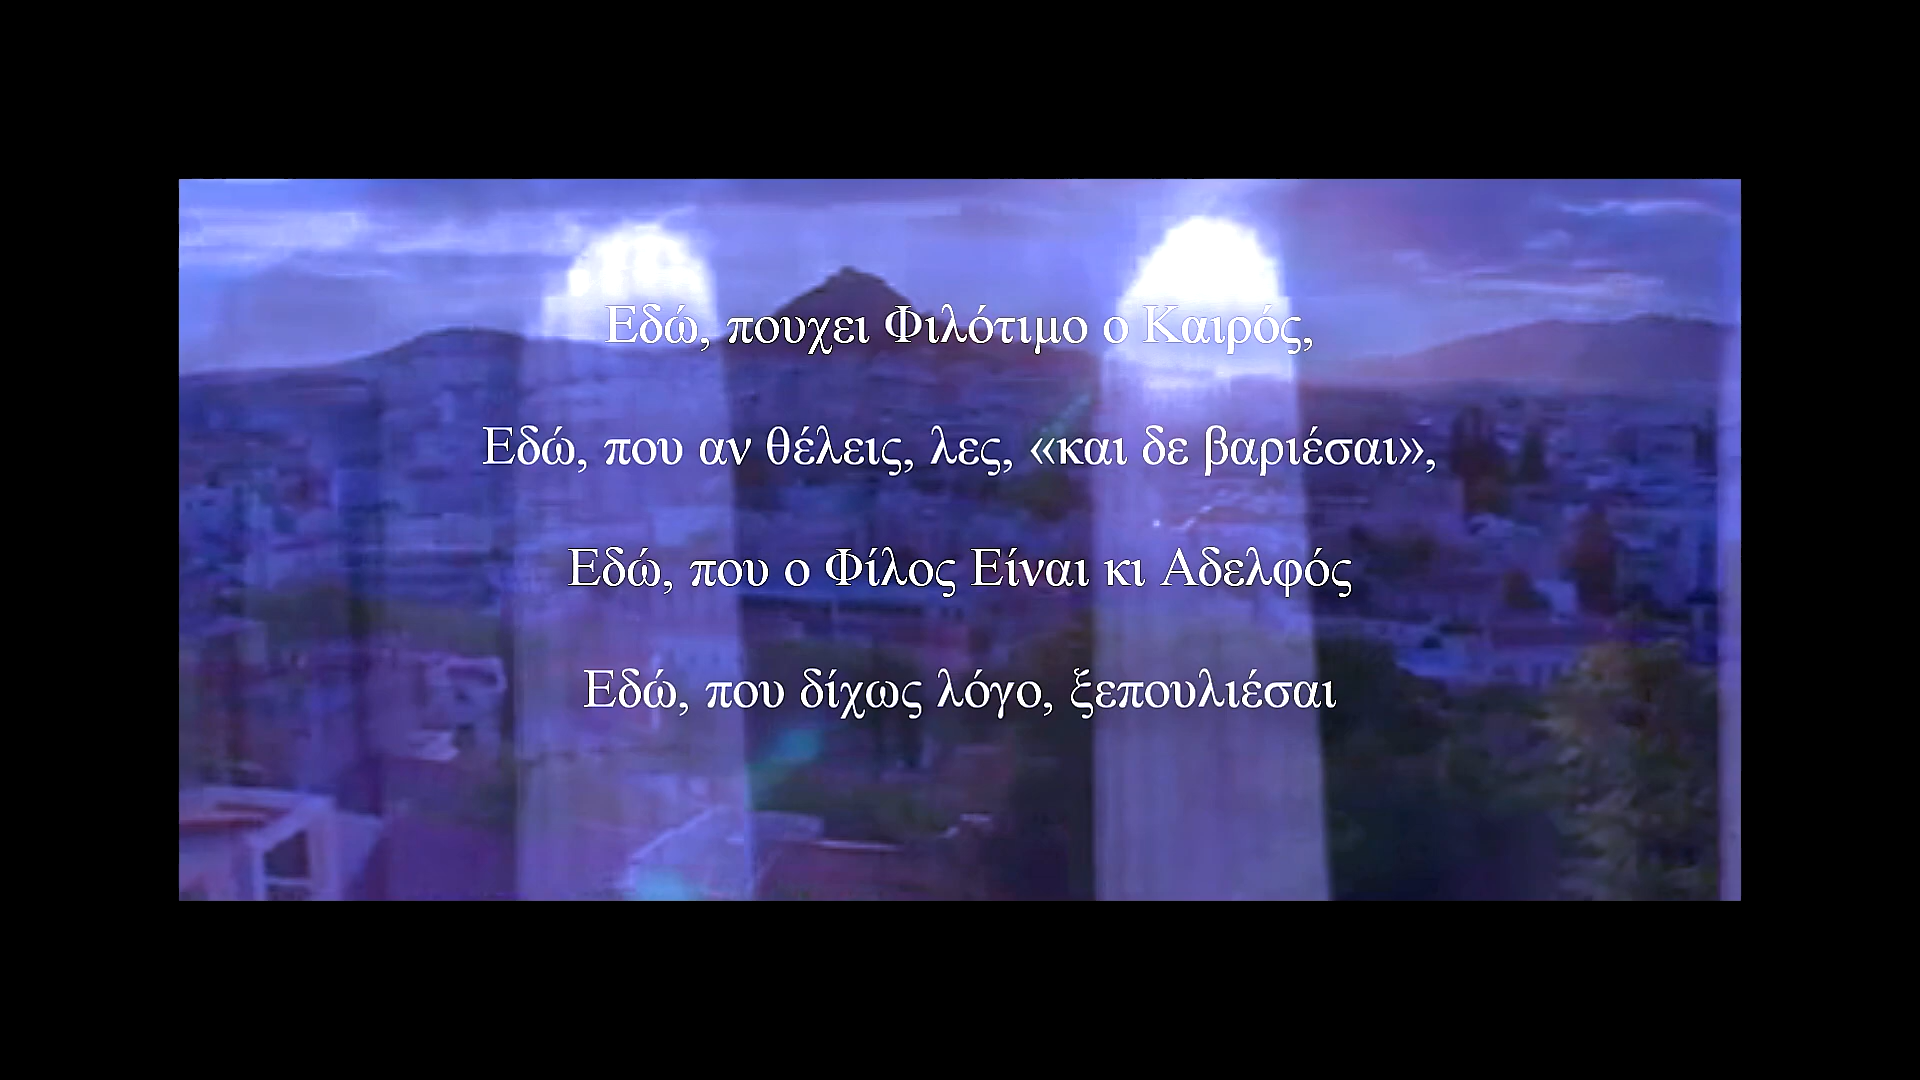 Εδώ, πουχει Φιλότιμο ο Καιρός,
Εδώ, που αν θέλεις, λες, «και δε βαριέσαι»,
Εδώ, που ο Φίλος Είναι κι Αδελφός
Εδώ, που δίχως λόγο, ξεπουλιέσαι